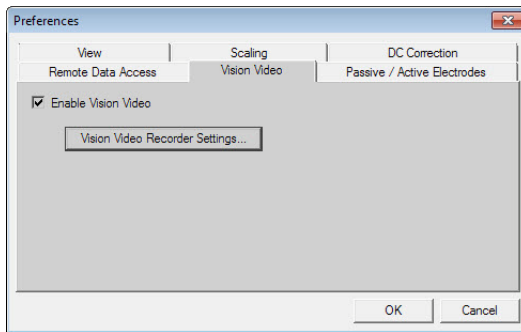 Preferences
View Scaling DC Correction
Remote Data Access Vision Video Passive / Active Electrodes
Enable Vision Video
Vision Video Recorder Settings...
OK Cancel